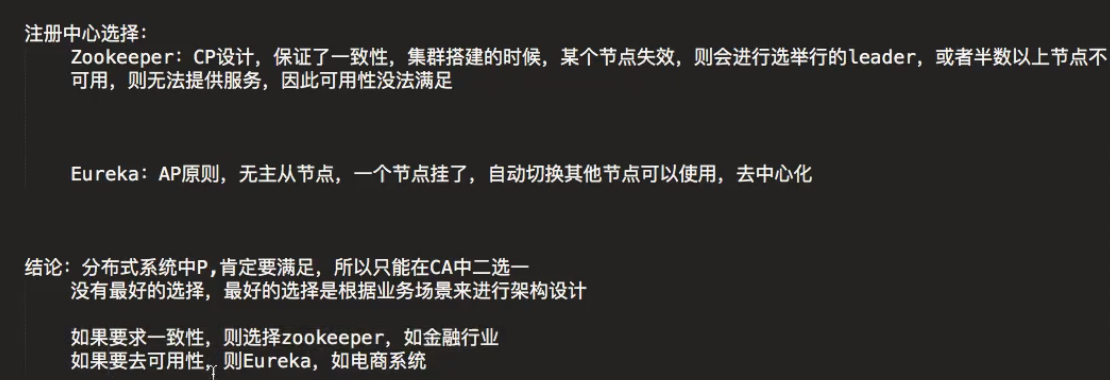 注册中心选择：
Zookeeper：CP设计，保证了一致性，集群搭建的时候，某个节点失效，则会进行选举行的leader，或者半数以上节点不
可用，则无法提供服务，因此可用性没法满足
Eureka：AP原则，无主从节点，一个节点挂了，自动切换其他节点可以使用，去中心化
结论：分布式系统中P,肯定要满足，所以只能在CA中二选一
没有最好的选择，最好的选择是根据业务场景来进行架构设计
如果要求一致性，则选择zookeeper，如金融行业
如果要去可用性，则Eureka，如电商系统